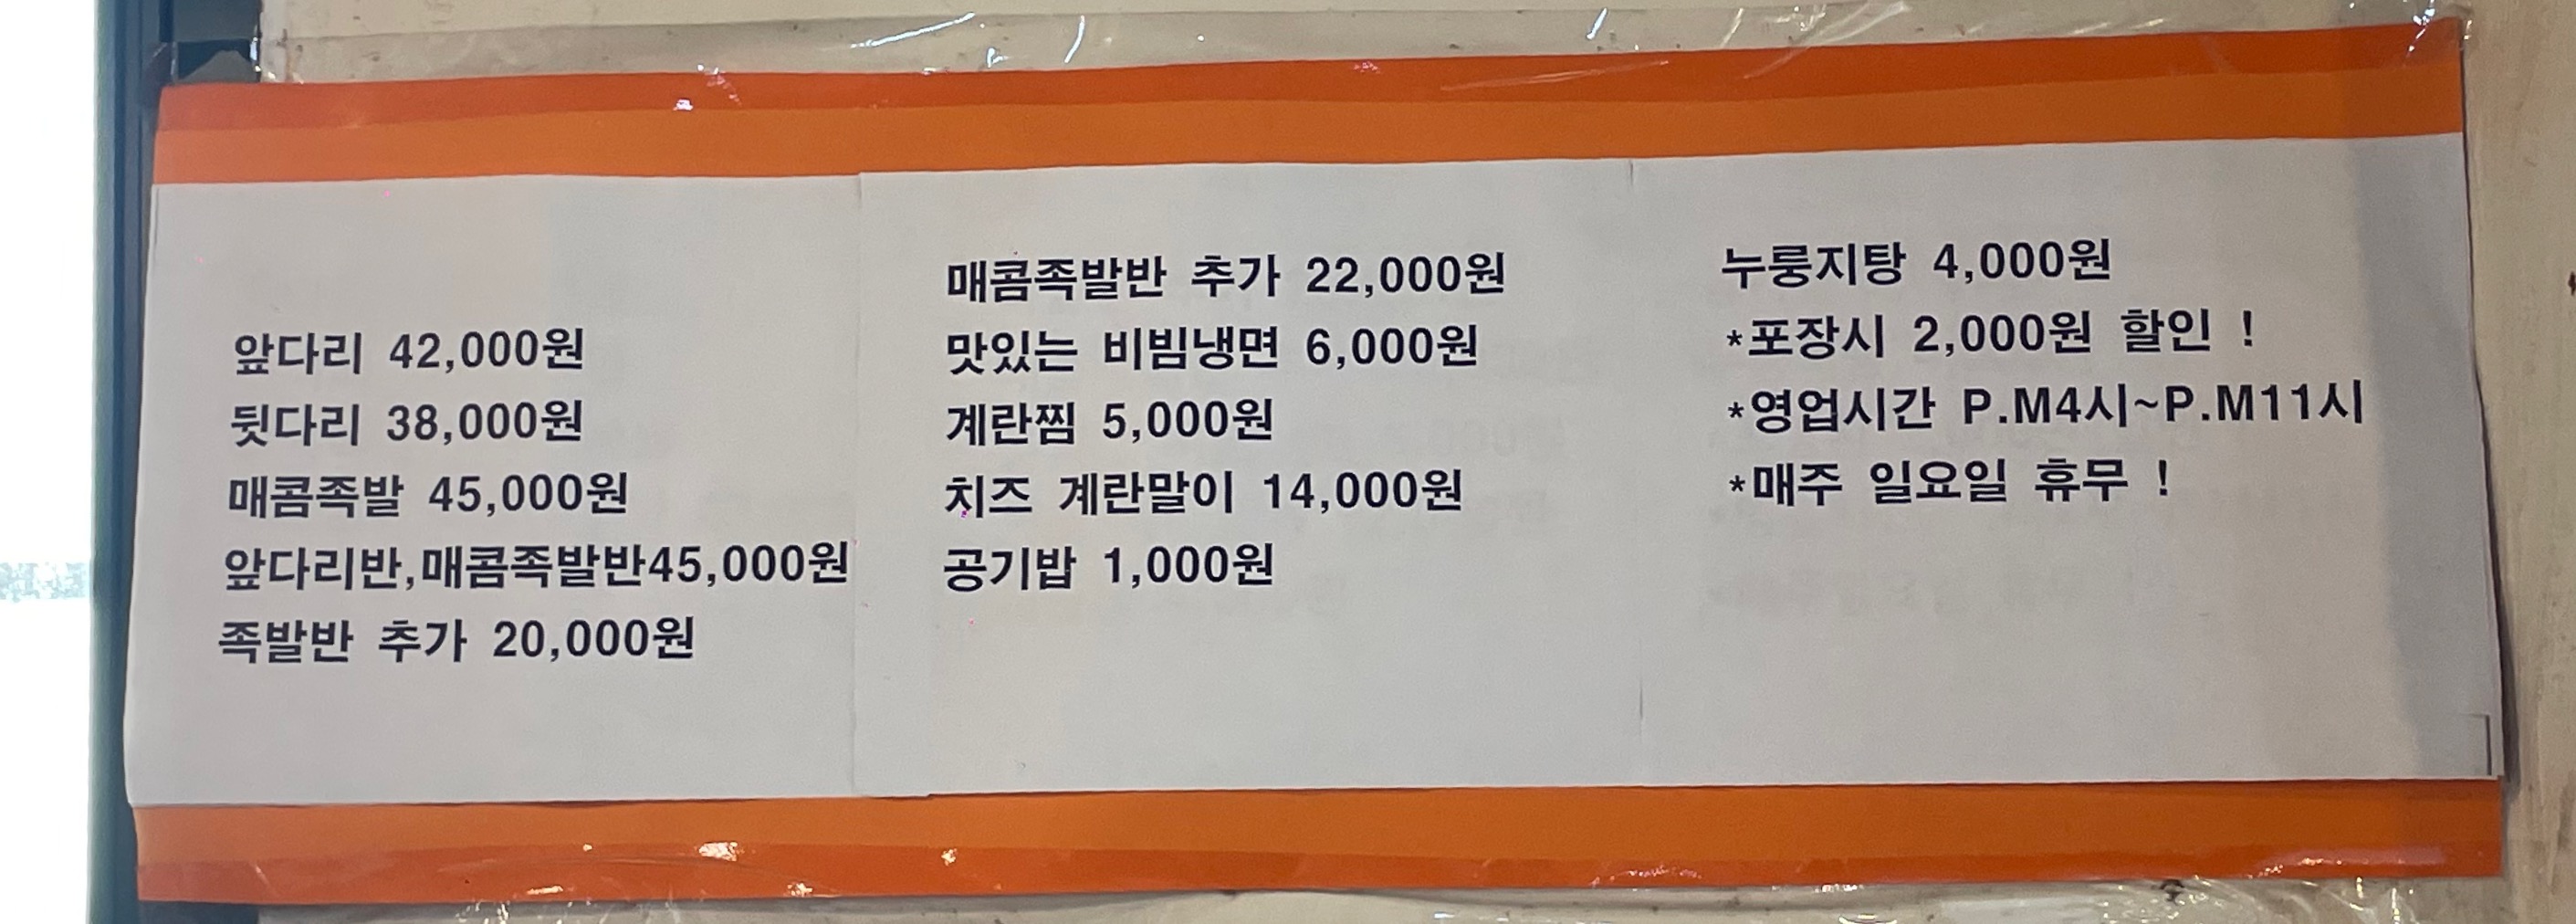 앞다리 42,000원
뒷다리 38,000원
매콤족발 45,000원
앞다리반,매콤족발반45,000원
족발반 추가 20,000원
매콤족발반 추가 22,000원
맛있는 비빔냉면 6,000원
계란찜 5,000원
치즈 계란말이 14,000원
공기밥 1,000원
누룽지탕 4,000원
*포장시 2,000원 할인 !
*영업시간 P.M4시~P.M11시
*매주 일요일 휴무 !